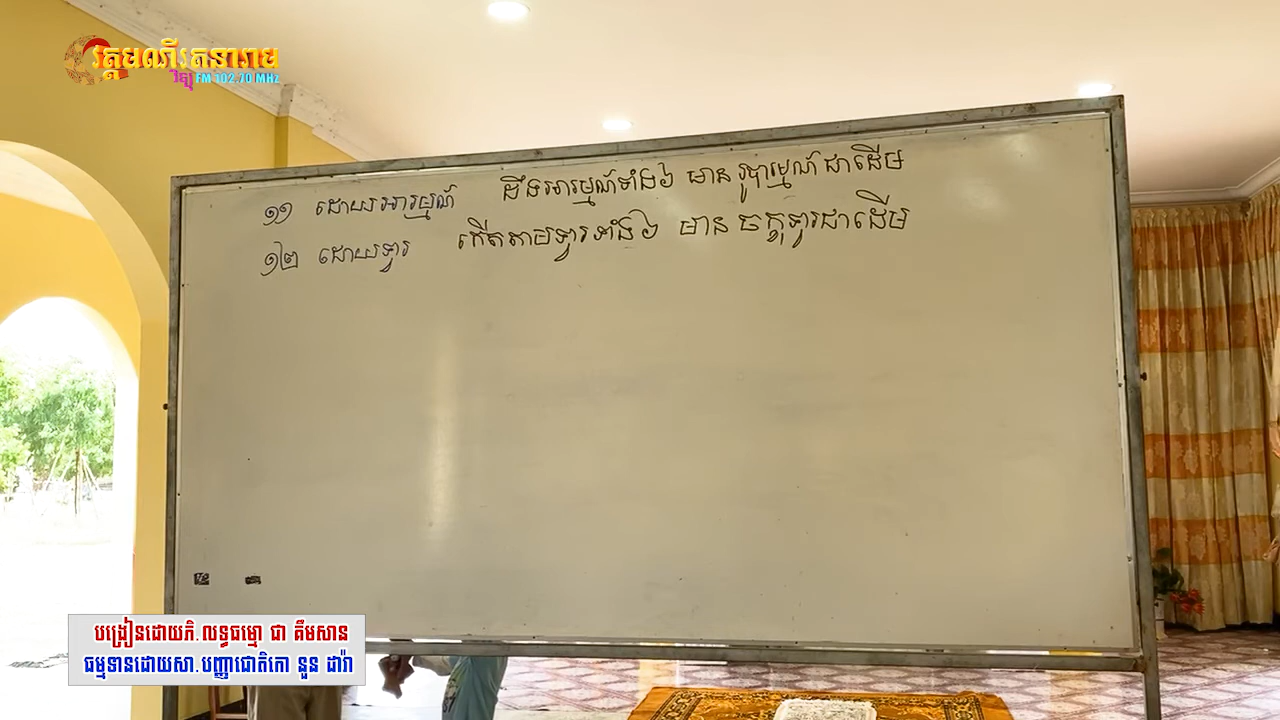 វត្តមណីរតនារាម
វិទ្យុ FM 102,70 MHz
១១ ដោយអារម្មណ៍ ដឹងអារម្មណ៍ទាំង៦ មាន រូបារម្មណ៍ជាដើម
១២ ដោយទ្វារ កើតតាមទ្វារទាំង៦ មាន ចក្ខុទ្វារជាដើម
បង្រៀនដោយភិ.លទ្ធធម្មោ ជា គឹមសាន
ធម្មទានដោយសា.បញ្ញាជោតិកោ នួន ដារ៉ា